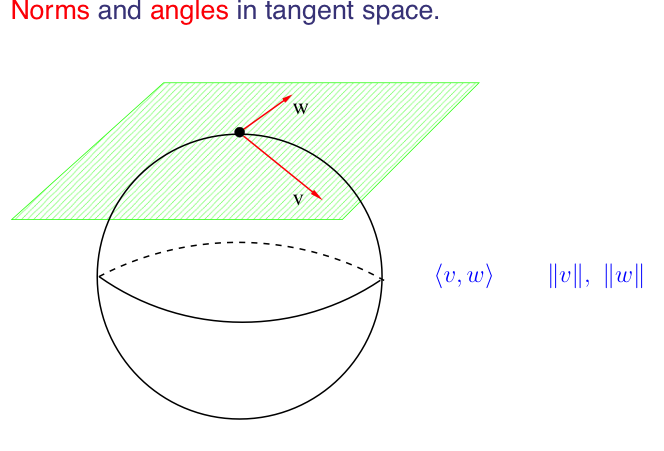 Norms and angles in tangent space.
w
v
⟨v, w⟩ ‖v‖, ‖w‖